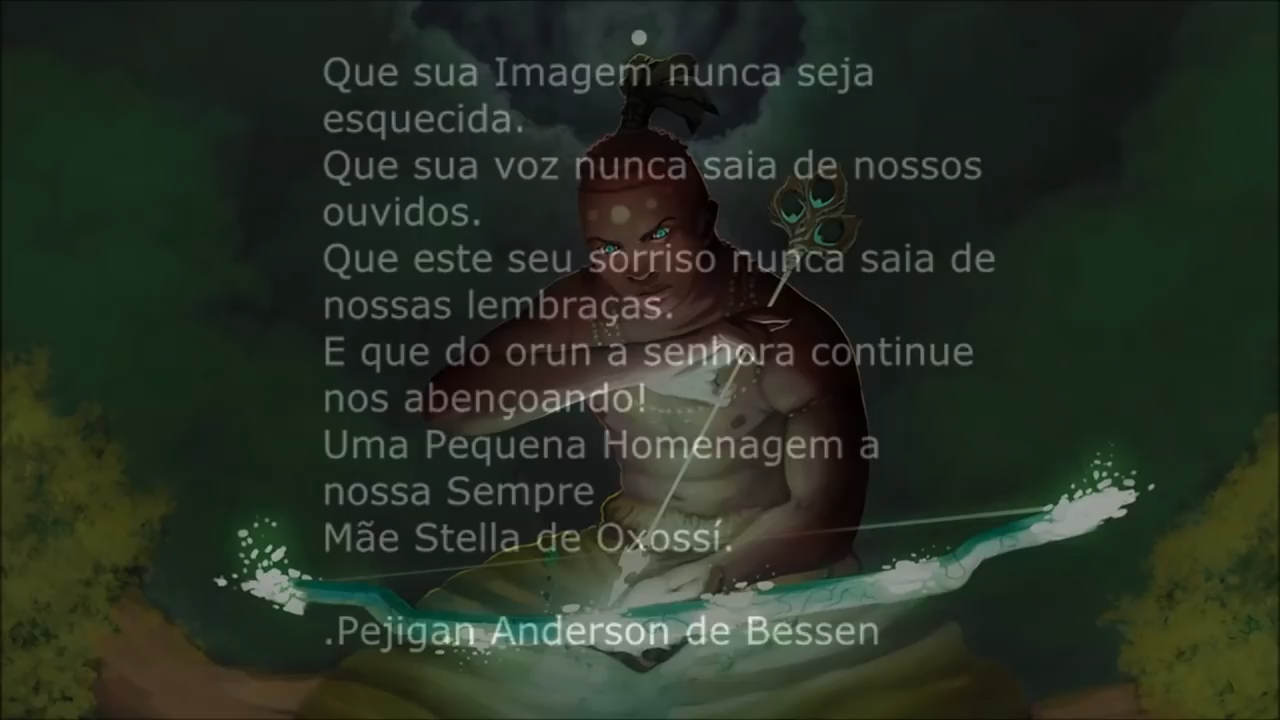 Que sua Imagem nunca seja
esquecida.
Que sua voz nunca saia de nossos
ouvidos.
Que este seu sorriso nunca saia de
nossas lembraças.
E que do orun a senhora continue
nos abençoando!
Uma Pequena Homenagem a
nossa Sempre
Mãe Stella de Oxossí.
.Pejigan Anderson de Bessen